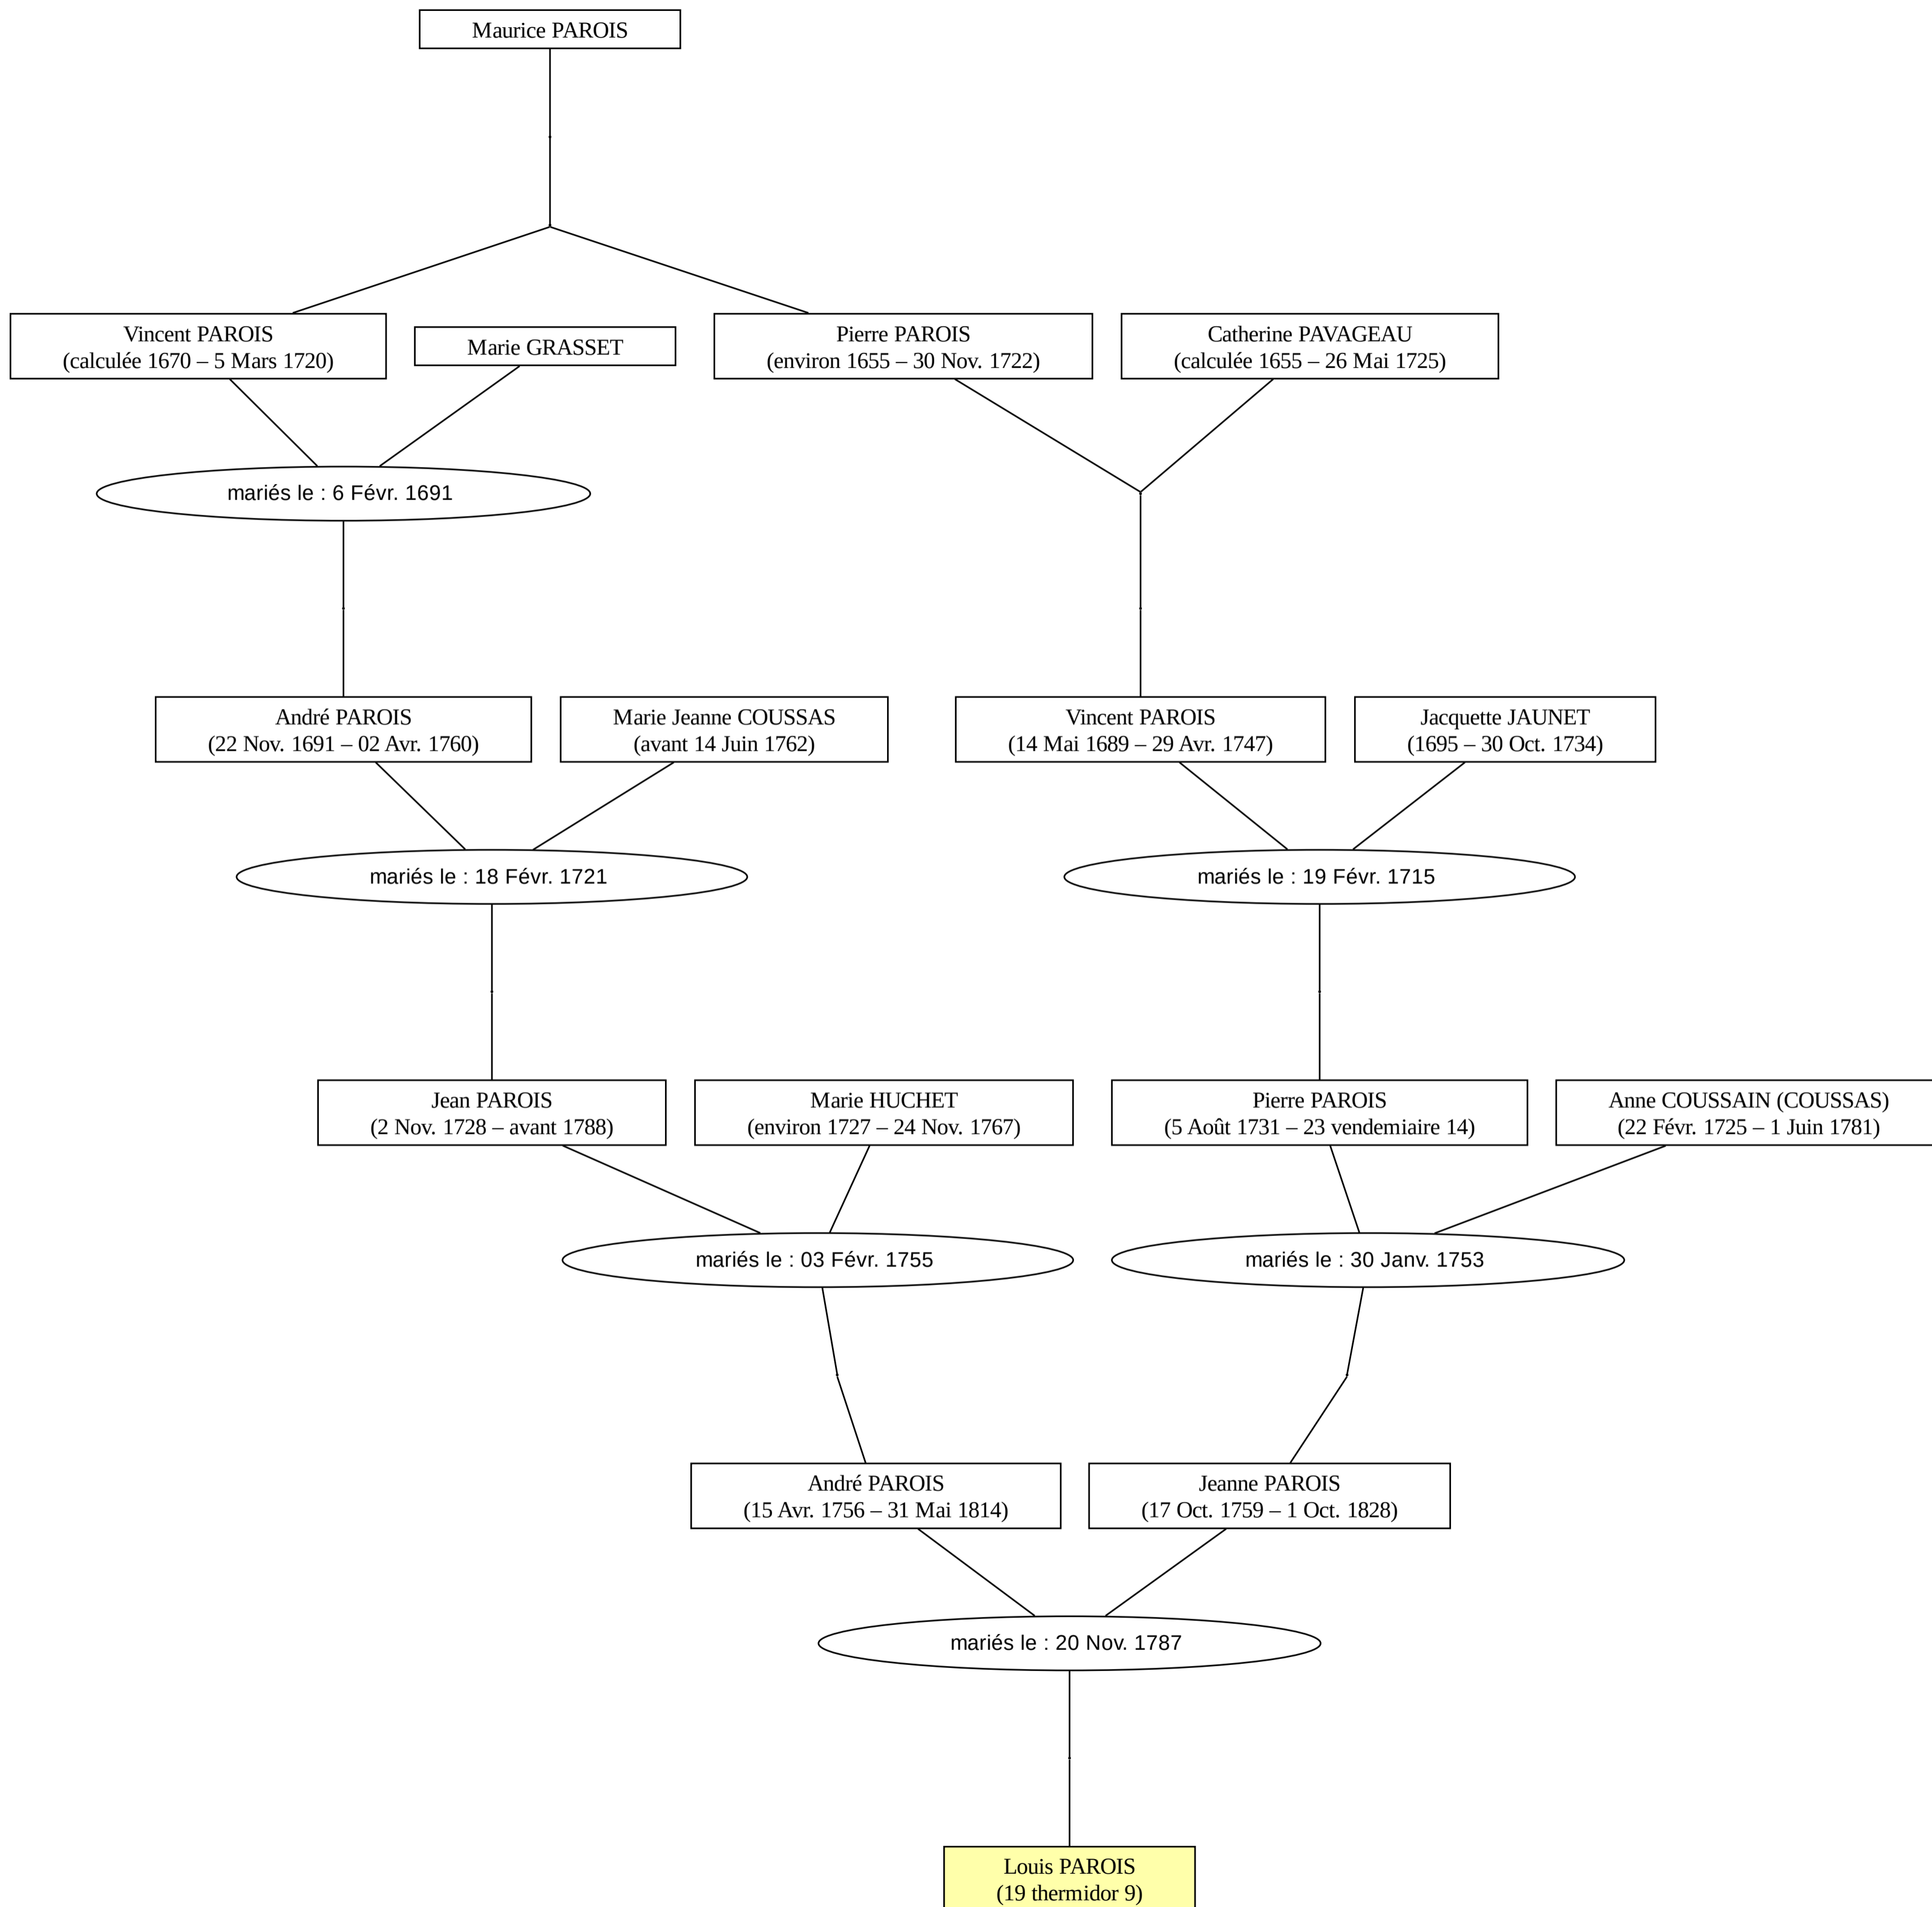 Maurice PAROIS
Vincent PAROIS
(calculée 1670 – 5 Mars 1720)
Marie GRASSET
Pierre PAROIS
(environ 1655 – 30 Nov. 1722)
Catherine PAVAGEAU
(calculée 1655 – 26 Mai 1725)
mariés le : 6 Févr. 1691
André PAROIS
(22 Nov. 1691 – 02 Avr. 1760)
Marie Jeanne COUSSAS
(avant 14 Juin 1762)
Vincent PAROIS
(14 Mai 1689 – 29 Avr. 1747)
Jacquette JAUNET
(1695 – 30 Oct. 1734)
mariés le : 18 Févr. 1721
mariés le : 19 Févr. 1715
Jean PAROIS
(2 Nov. 1728 – avant 1788)
Marie HUCHET
(environ 1727 – 24 Nov. 1767)
Pierre PAROIS
(5 Août 1731 – 23 vendemiaire 14)
Anne COUSSAIN (COUSSAS)
(22 Févr. 1725 – 1 Juin 1781)
mariés le : 03 Févr. 1755
mariés le : 30 Janv. 1753
André PAROIS
(15 Avr. 1756 – 31 Mai 1814)
Jeanne PAROIS
(17 Oct. 1759 – 1 Oct. 1828)
mariés le : 20 Nov. 1787
Louis PAROIS
(19 thermidor 9)